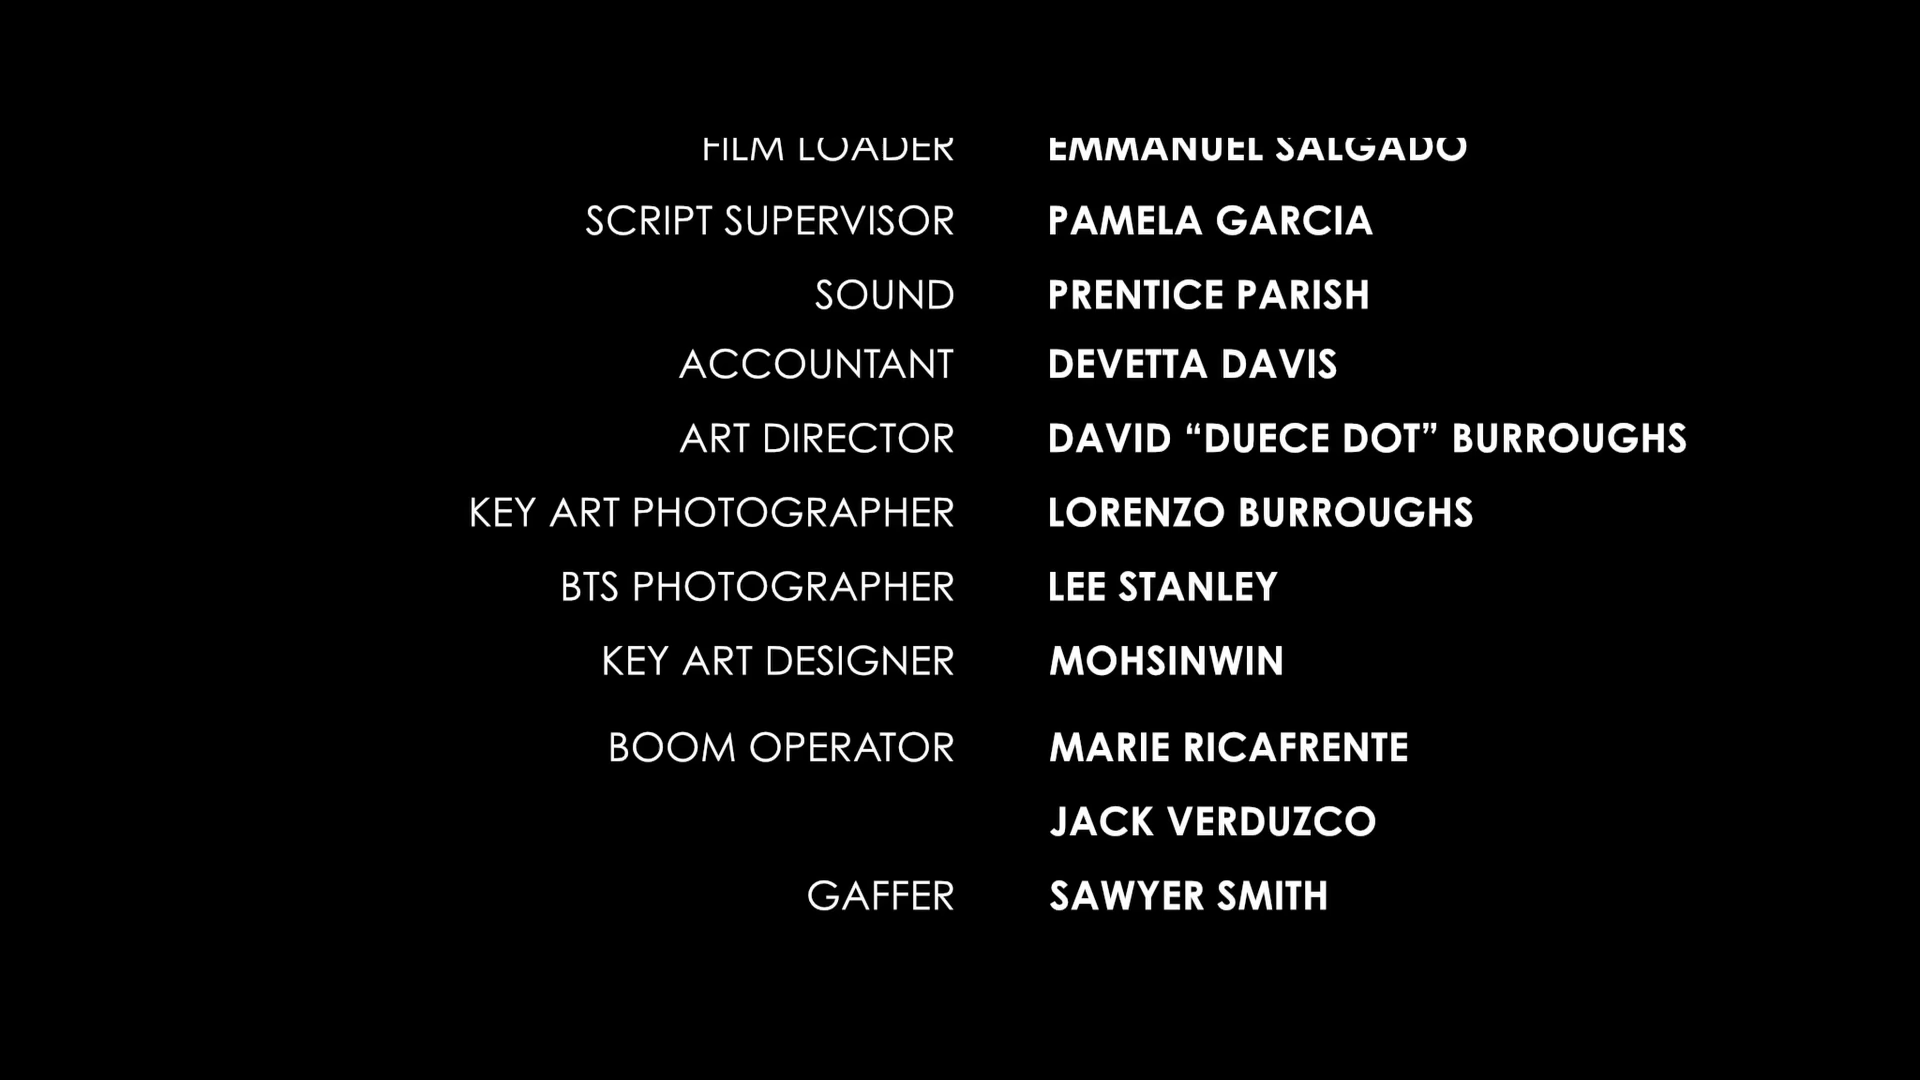 FILM LOADER EMMANUEL SALGADO
SCRIPT SUPERVISOR PAMELA GARCIA
SOUND PRENTICE PARISH
ACCOUNTANT DEVETTA DAVIS
ART DIRECTOR DAVID “DUECE DOT” BURROUGHS
KEY ART PHOTOGRAPHER LORENZO BURROUGHS
BTS PHOTOGRAPHER LEE STANLEY
KEY ART DESIGNER MOHSINWIN
BOOM OPERATOR MARIE RICAFRENTE
JACK VERDUZCO
GAFFER SAWYER SMITH